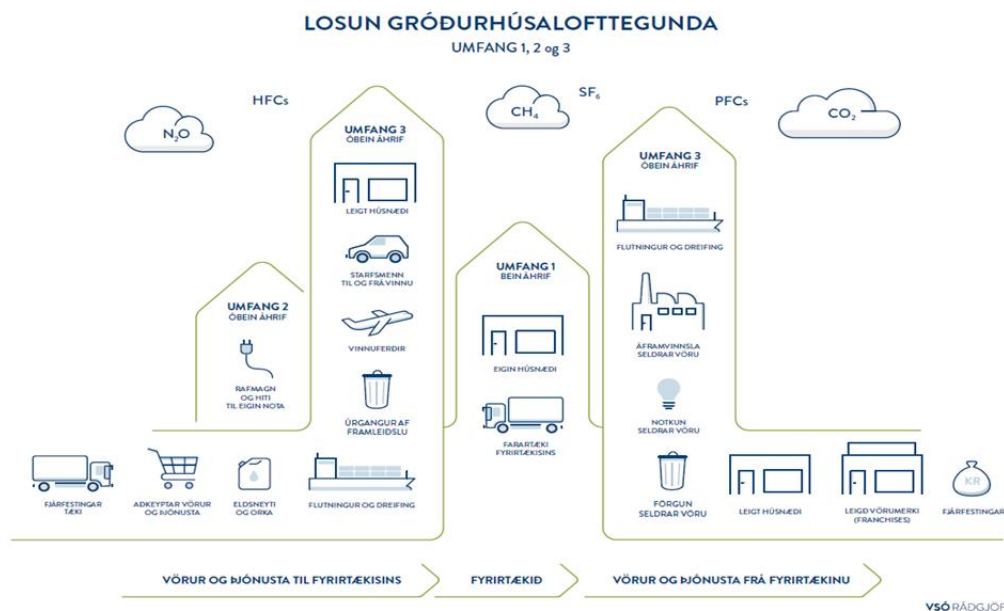 LOSUN GRÓÐURHÚSALOFTTEGUNDA
UMFANG 1, 2 og 3
N₂O
HFCs
CH₄
SF₆
PFCs
CO₂
UMFANG 2
ÓBEIN ÁHRIF
RAFMAGN
OG HITI
TIL EIGIN NOTA
UMFANG 3
ÓBEIN ÁHRIF
LEIGT HÚSNÆÐI
STARFSMENN
TIL OG FRÁ VINNU
VINNUFERÐIR
ÚRGANGUR AF
FRAMLEIÐSLU
UMFANG 1
BEIN ÁHRIF
EIGIN HÚSNÆÐI
FARARTÆKI
FYRIRTÆKISINS
UMFANG 3
ÓBEIN ÁHRIF
FLUTNINGUR OG DREIFING
ÁFRAMVINNSLA
SELDRAR VÖRU
NOTKUN
SELDRAR VÖRU
FJÁRFESTINGAR
TÆKI
AÐKEYPTAR VÖRUR
OG ÞJÓNUSTA
ELDSNEYTI
OG ORKA
FLUTNINGUR OG DREIFING
FÖRGUN
SELDRAR VÖRU
LEIGT HÚSNÆÐI
LEIGÐ VÖRUMERKI
(FRANCHISES)
KR
FJÁRFESTINGAR
VÖRUR OG ÞJÓNUSTA TIL FYRIRTÆKISINS
FYRIRTÆKIÐ
VÖRUR OG ÞJÓNUSTA FRÁ FYRIRTÆKINU
VSÓ RÁÐGJÖF